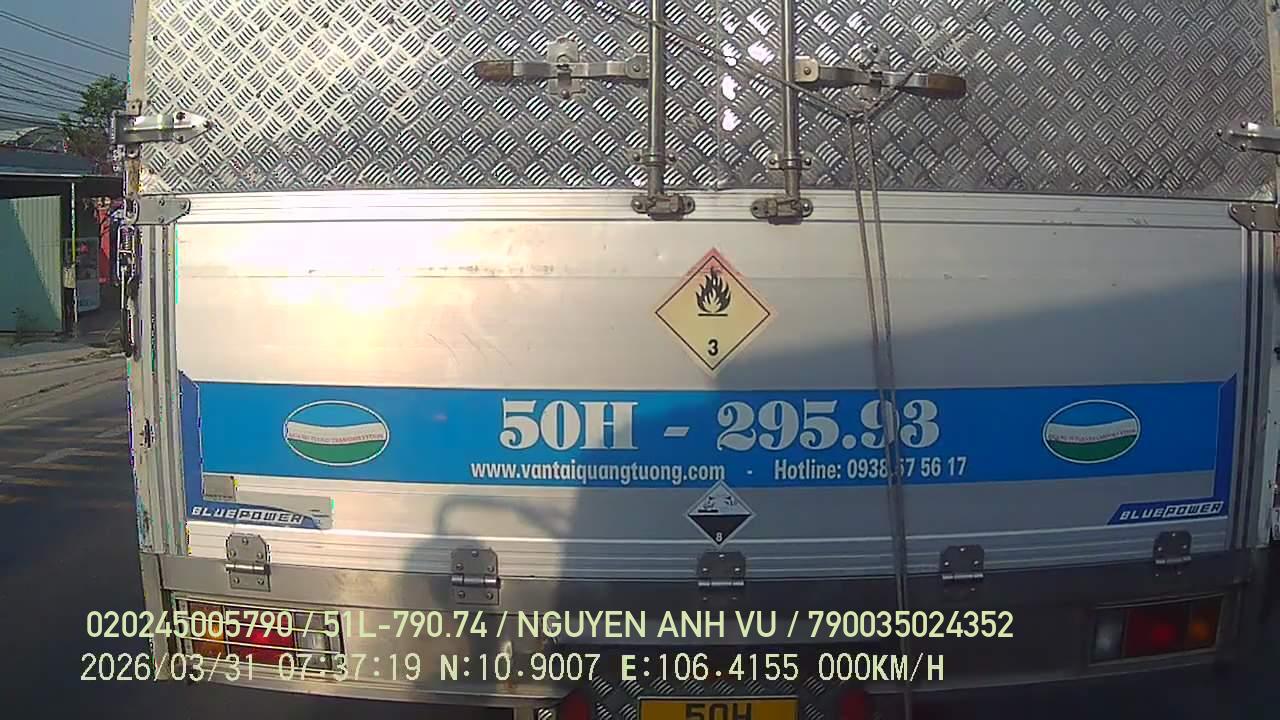 3
50H - 295.93
www.vantaiquangtuong.com - Hotline: 0938 57 56 17
8
BLUEPOWER
BLUEPOWER
020245005790 / 51L-790.74 / NGUYEN ANH VU / 790035024352
2026/03/31 07:37:19 N:10.9007 E:106.4155 000KM/H
50H